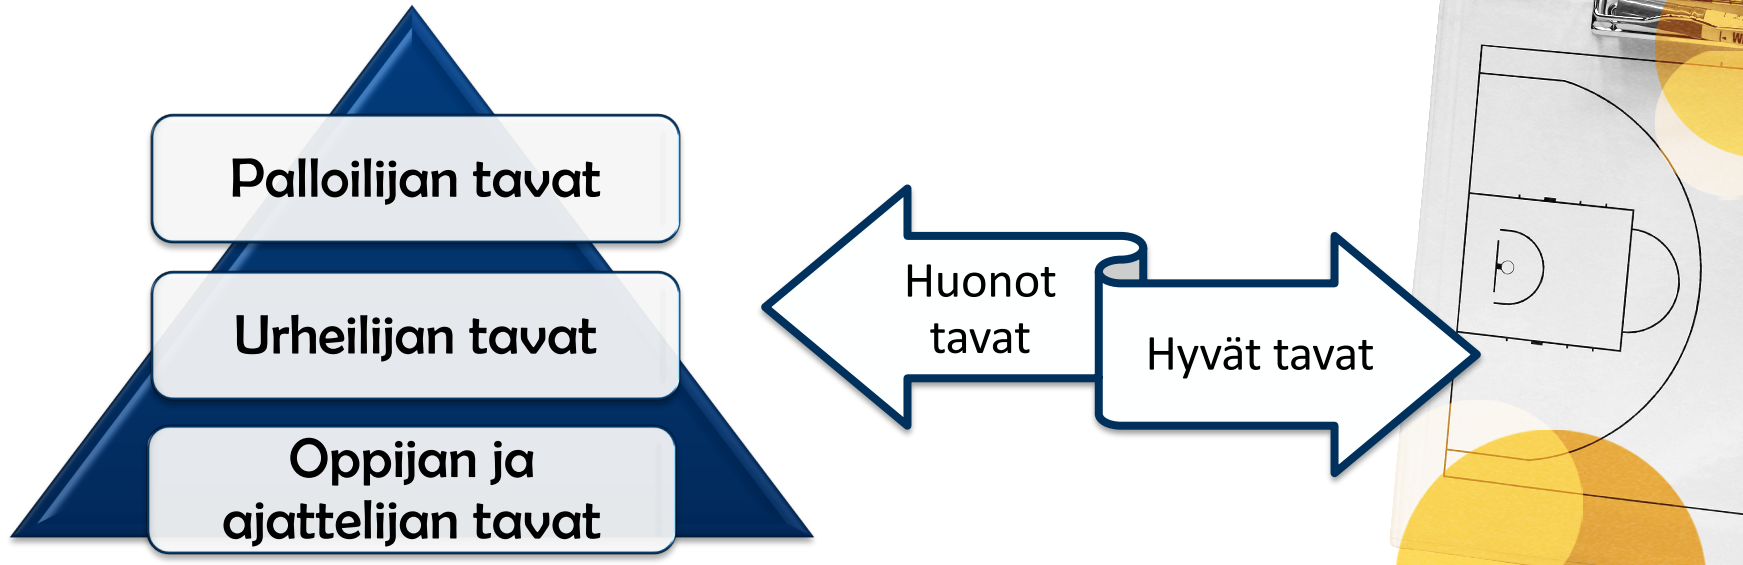 Palloilijan tavat
Urheilijan tavat
Oppijan ja
ajattelijan tavat
Huonot
tavat
Hyvät tavat